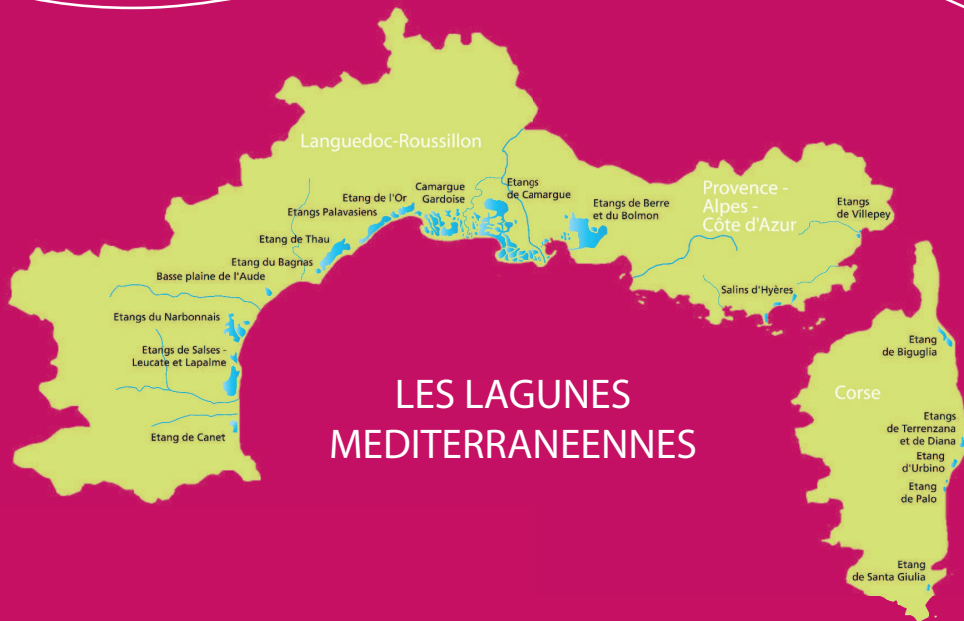 Languedoc-Roussillon
Camargue
Gardoise
Etangs
de Camargue
Etang de l'Or
Etangs Palavasiens
Etang de Thau
Etang du Bagnas
Basse plaine de l'Aude
Etangs du Narbonnais
Etangs de Salses -
Leucate et Lapalme
Etang de Canet
Etangs de Berre
et du Bolmon
Provence -
Alpes -
Côte d'Azur
Etangs
de Villepey
Salins d'Hyères
LES LAGUNES
MEDITERRANEENNES
Corse
Etang
de Biguglia
Etangs
de Terrenzana
et de Diana
Etang
d'Urbino
Etang
de Palo
Etang
de Santa Giulia